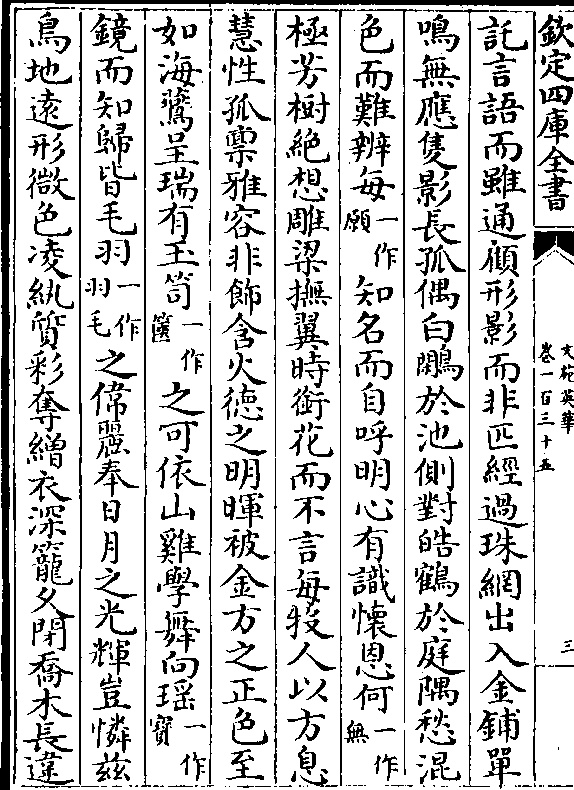 欽定四庫全書
文苑英華
卷一百三十五
三
託言語而雖通顧形影而非匹經過珠網出入金鋪單
鳴無應隻影長孤偶白鷴於池側對皓鶴於庭隅愁混
色而難辨每一作願知名而自呼明心有識懷恩何一作無
極芳樹絶想雕梁撫翼時銜花而不言每投人以方息
慧性孤稟雅容非飾含火德之明暉被金方之正色至
如海鷰呈瑞有玉笥一作篋之可依山雞學舞向瑶一作寶
鏡而知歸皆毛羽一作羽毛之偉麗奉日月之光輝豈憐兹
鳥地逺形微色凌紈質彩奪繒衣深籠久閉喬木長違